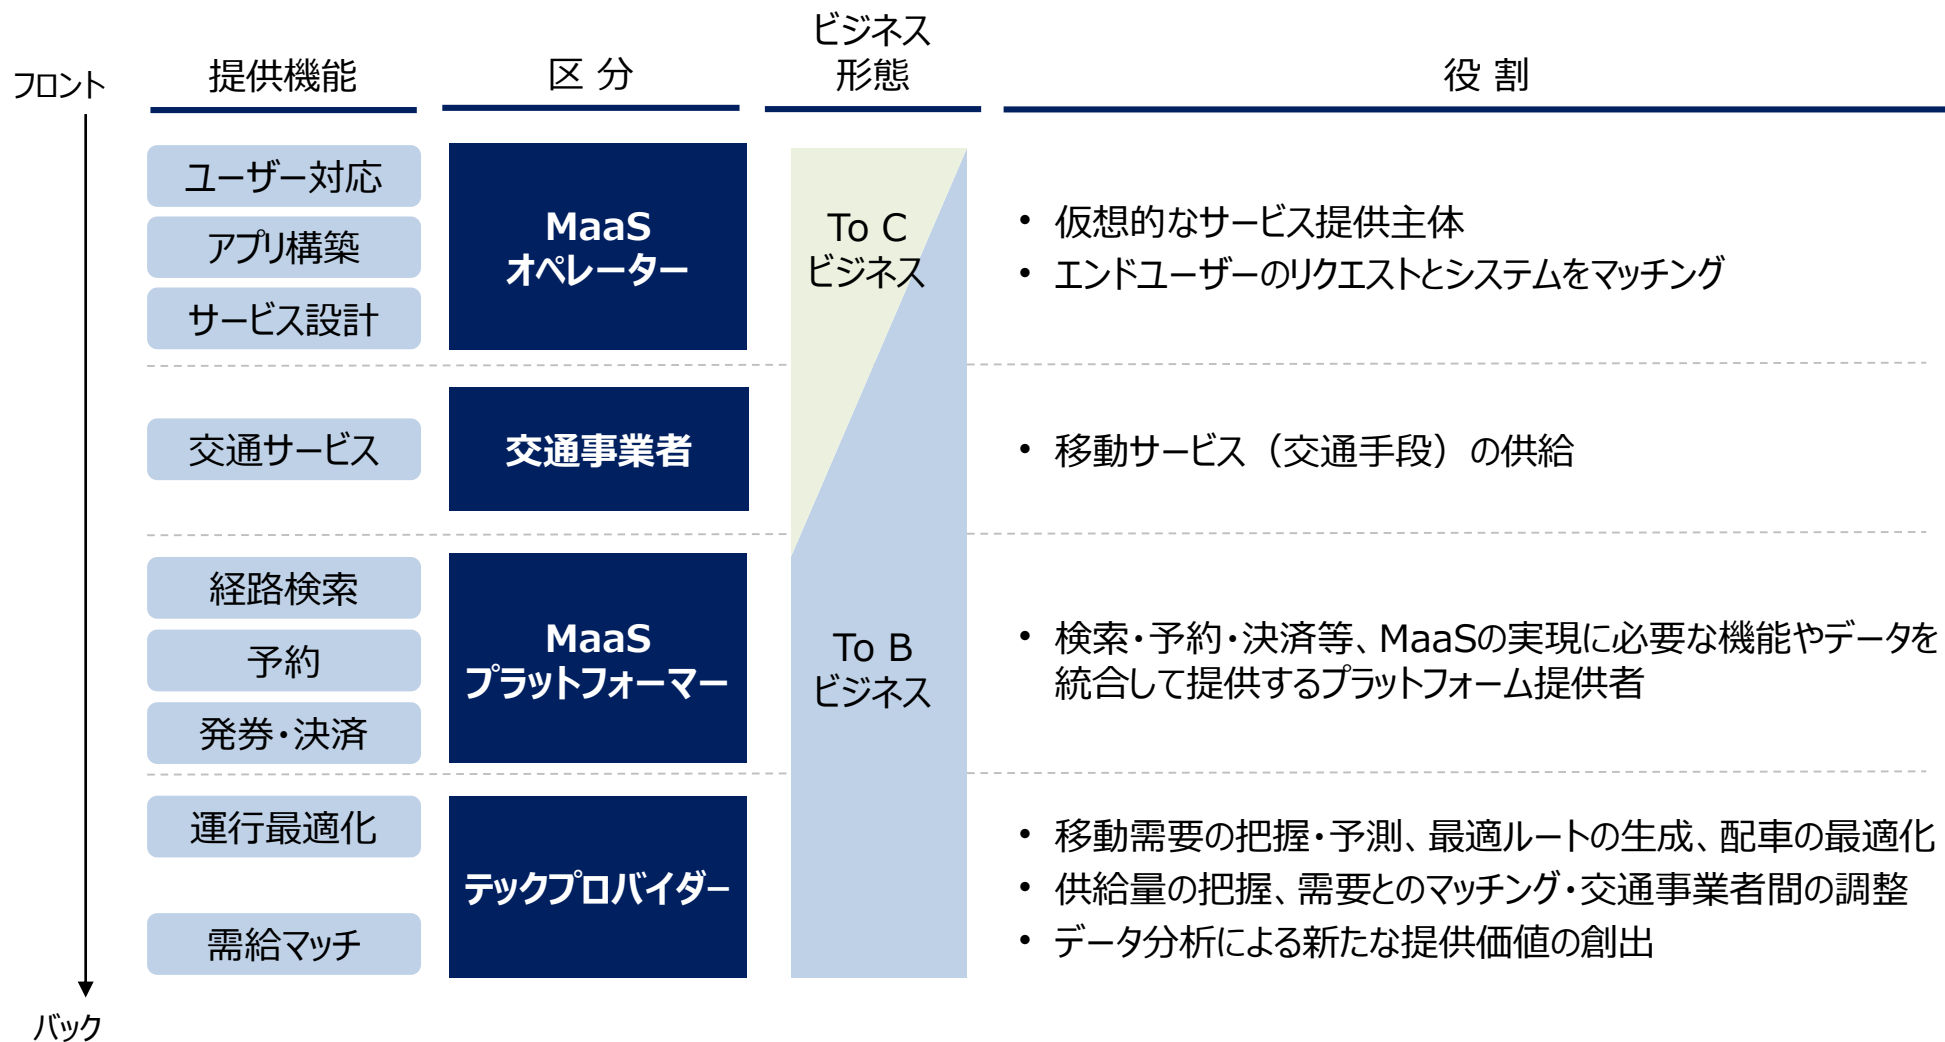 フロント
提供機能
区 分
ビジネス
形態
役 割
ユーザー対応
アプリ構築
サービス設計
MaaS
オペレーター
To C
ビジネス
• 仮想的なサービス提供主体
• エンドユーザーのリクエストとシステムをマッチング
交通サービス
交通事業者
• 移動サービス（交通手段）の供給
経路検索
予約
発券・決済
MaaS
プラットフォーマー
To B
ビジネス
• 検索・予約・決済等、MaaSの実現に必要な機能やデータを
統合して提供するプラットフォーム提供者
運行最適化
需給マッチ
テックプロバイダー
• 移動需要の把握・予測、最適ルートの生成、配車の最適化
• 供給量の把握、需要とのマッチング・交通事業者間の調整
• データ分析による新たな提供価値の創出
バック